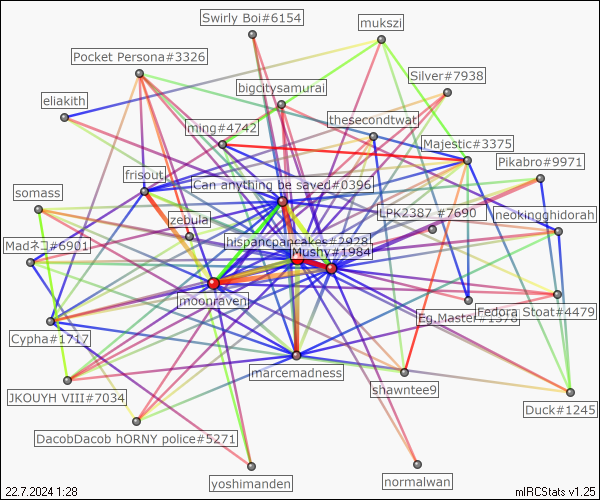 Swirly Boi#6154
mukszi
Pocket Persona#3326
Silver#7938
bigcitysamurai
eliakith
thesecondtwat
ming#4742
Majestic#3375
Pikabro#9971
frisout
Can anything be saved#0396
somass
LPK2387 #7690
neokingghidorah
zebula
hispancpancakes#2928
Madネコ#6901
Mushy#1984
moonraven
Fedora Stoat#4479
Eg.Master#1378
Cypha#1717
marcemadness
shawntee9
JKOUYH VIII#7034
Duck#1245
DacobDacob hORNY police#5271
yoshimanden
normalwan
22.7.2024 1:28
mIRCStats v1.25